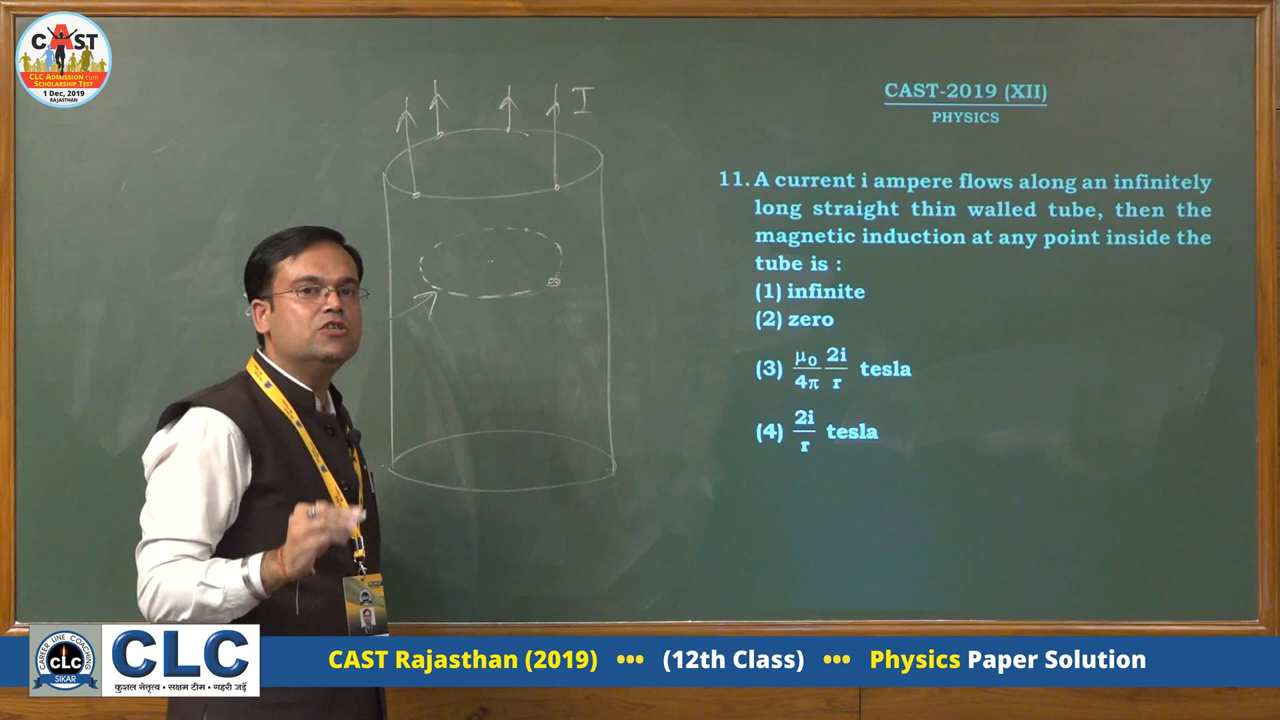 CAST
CLC ADMISSION cum
SCHOLARSHIP TEST
1 Dec, 2019
RAJASTHAN
I
CAST-2019 (XII)
PHYSICS
11. A current i ampere flows along an infinitely
long straight thin walled tube, then the
magnetic induction at any point inside the
tube is :
(1) infinite
(2) zero
(3) μ0/4π 2i/r tesla
(4) 2i/r tesla
CAREER LINE COACHING
CLC
SIKAR
CLC
कुशल नेतृत्व • सक्षम टीम • गहरी जड़ें
CAST Rajasthan (2019) ••• (12th Class) ••• Physics Paper Solution